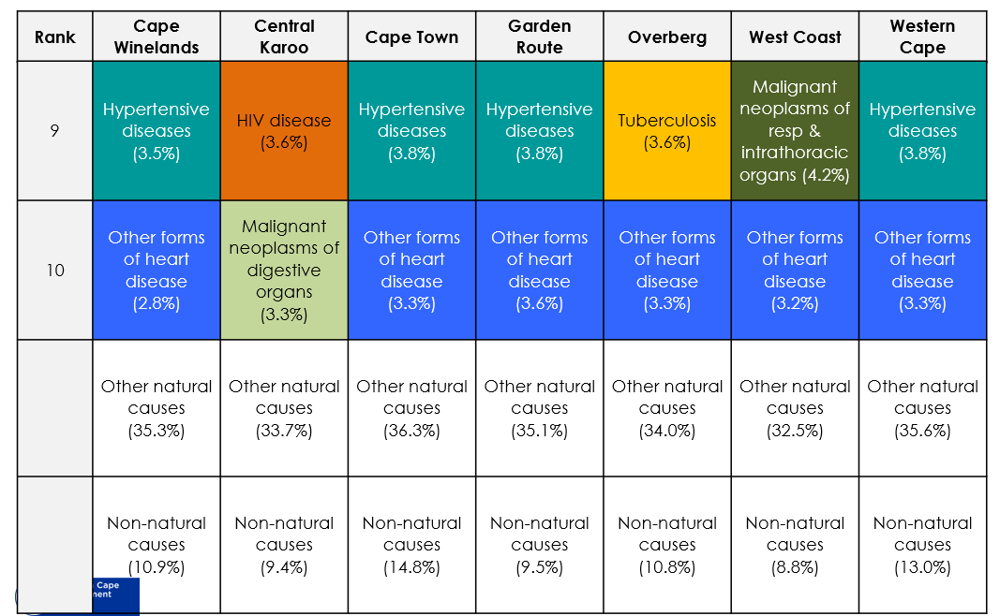 Rank
Cape
Winelands
Central
Karoo
Cape Town
Garden
Route
Overberg
West Coast
Western
Cape
9
Hypertensive
diseases
(3.5%)
HIV disease
(3.6%)
Hypertensive
diseases
(3.8%)
Hypertensive
diseases
(3.8%)
Tuberculosis
(3.6%)
Malignant
neoplasms of
resp &
intrathoracic
organs (4.2%)
Hypertensive
diseases
(3.8%)
10
Other forms
of heart
disease
(2.8%)
Malignant
neoplasms of
digestive
organs
(3.3%)
Other forms
of heart
disease
(3.3%)
Other forms
of heart
disease
(3.6%)
Other forms
of heart
disease
(3.3%)
Other forms
of heart
disease
(3.2%)
Other forms
of heart
disease
(3.3%)
Other natural
causes
(35.3%)
Other natural
causes
(33.7%)
Other natural
causes
(36.3%)
Other natural
causes
(35.1%)
Other natural
causes
(34.0%)
Other natural
causes
(32.5%)
Other natural
causes
(35.6%)
Non-natural
causes
(10.9%)
Non-natural
causes
(9.4%)
Non-natural
causes
(14.8%)
Non-natural
causes
(9.5%)
Non-natural
causes
(10.8%)
Non-natural
causes
(8.8%)
Non-natural
causes
(13.0%)
Cape